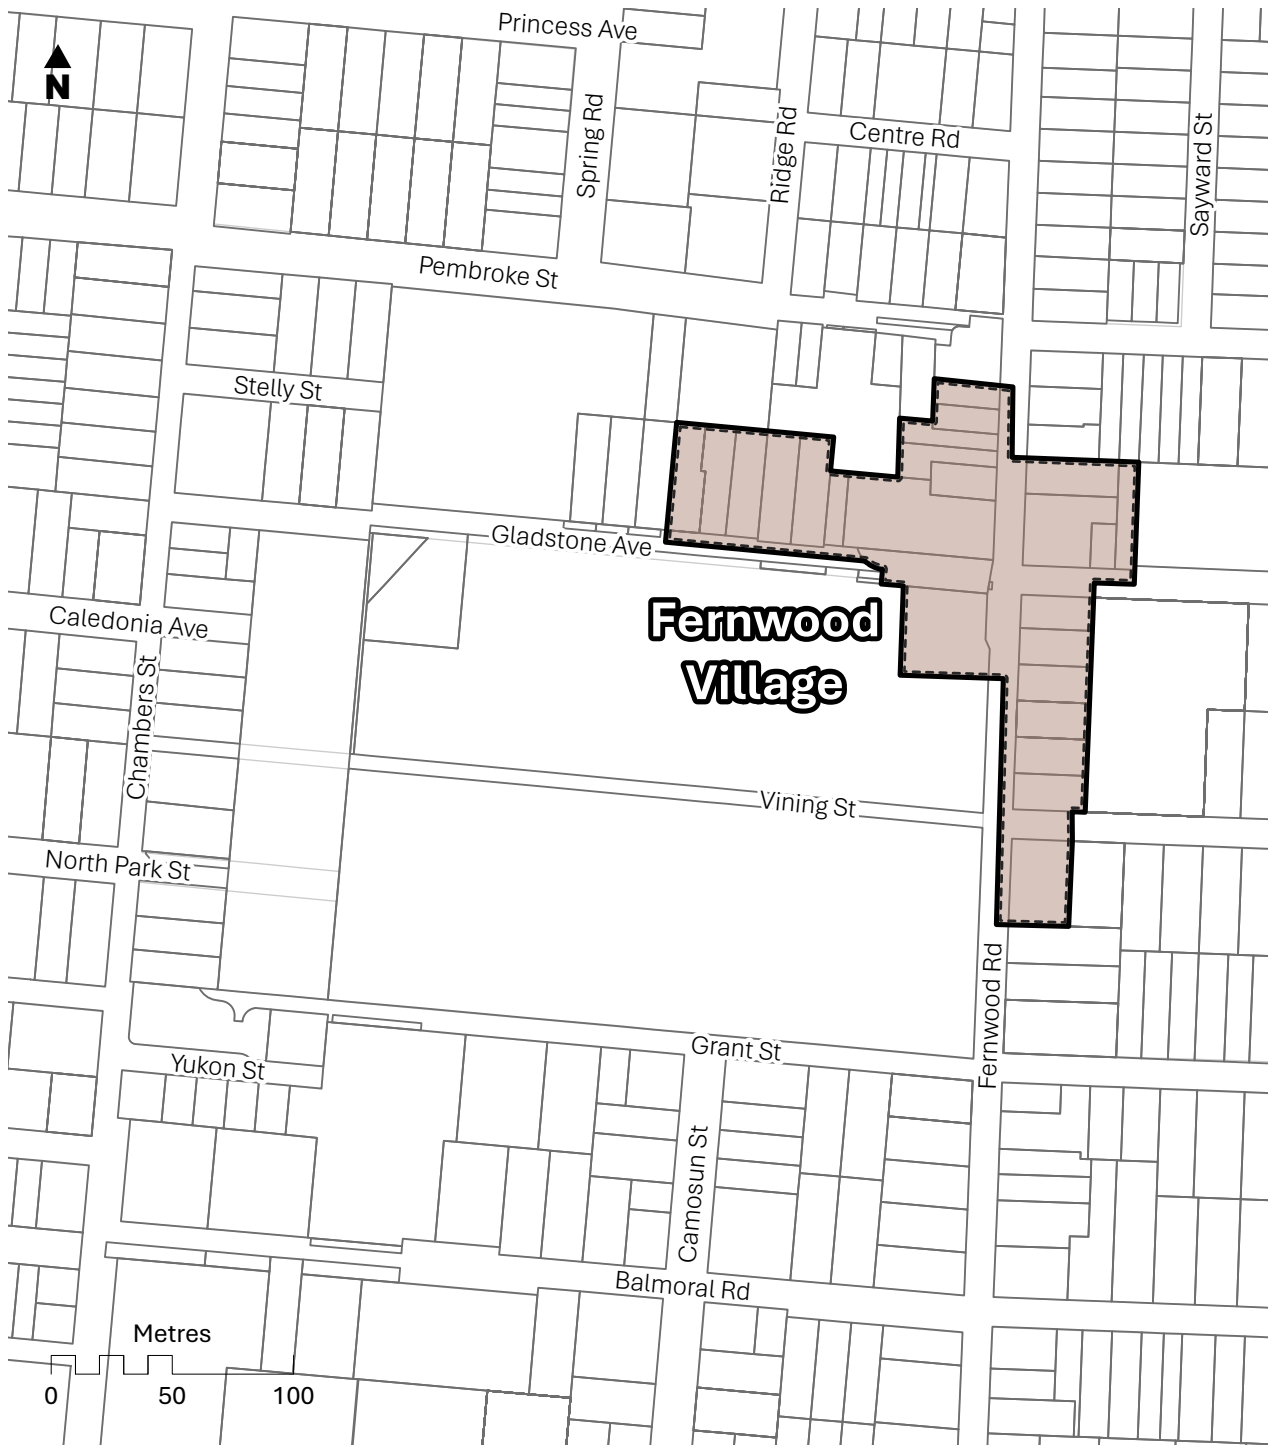 Princess Ave
N
Spring Rd
Ridge Rd
Centre Rd
Sayward St
Pembroke St
Stelly St
Gladstone Ave
Caledonia Ave
Fernwood
Village
Chambers St
Vining St
North Park St
Fernwood Rd
Grant St
Yukon St
Camosun St
Balmoral Rd
Metres
0 50 100